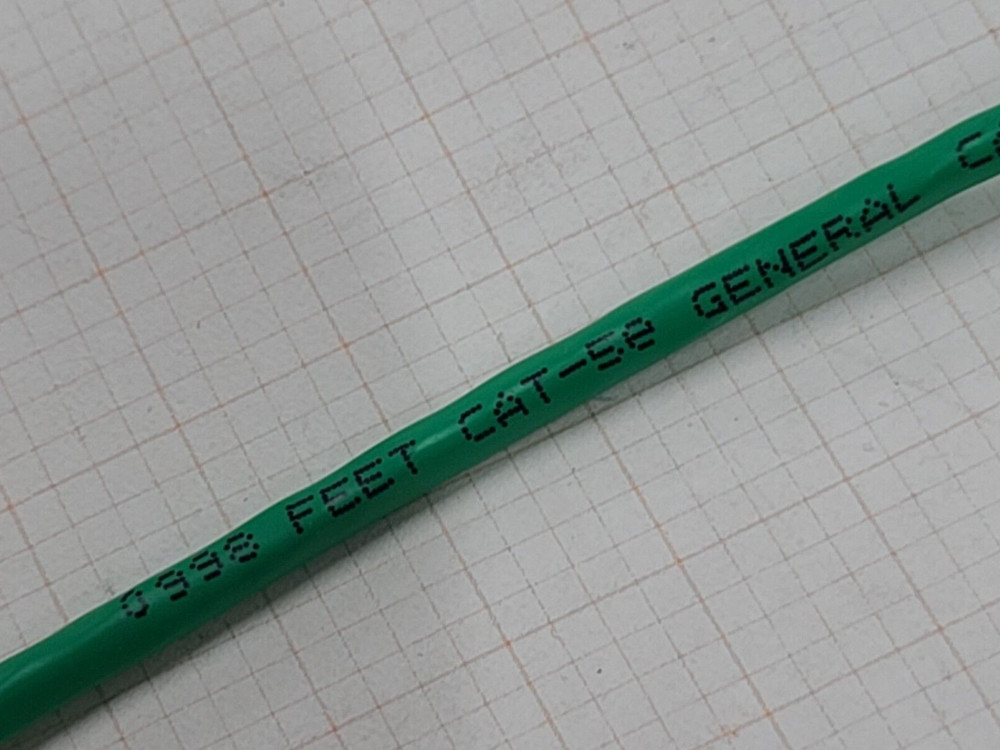 0998 FEET CAT-5e GENERAL